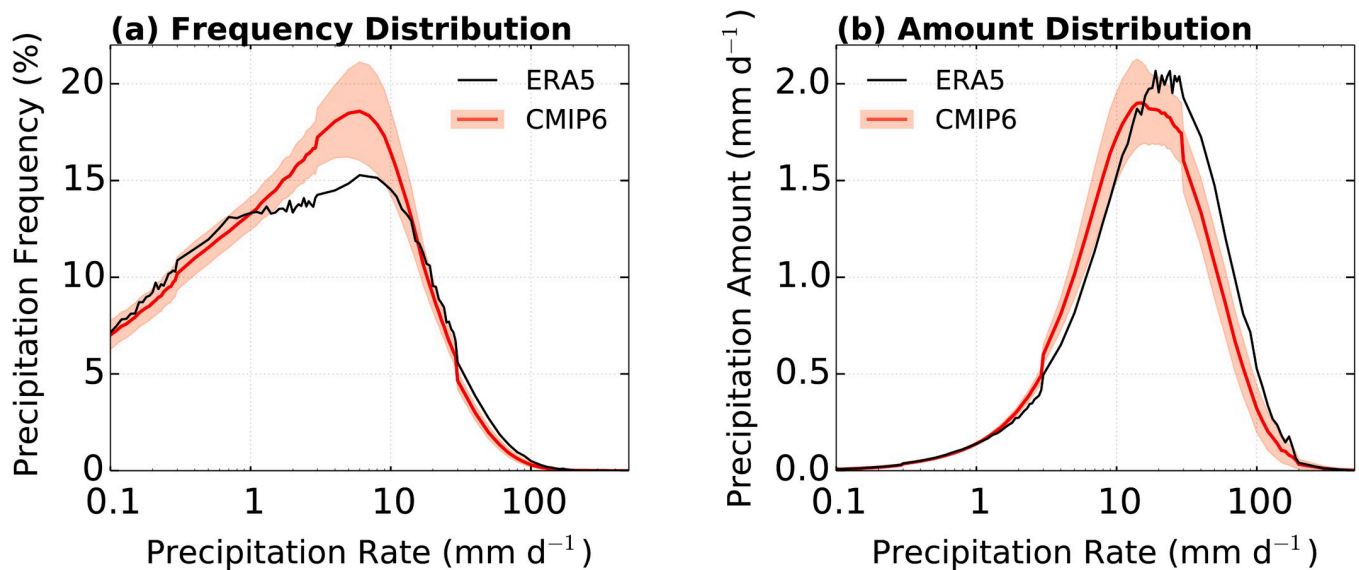 (a) Frequency Distribution
Precipitation Frequency (%)
20
15
10
5
0
ERA5
CMIP6
0.1
1
10
100
Precipitation Rate (mm d⁻¹)
(b) Amount Distribution
Precipitation Amount (mm d⁻¹)
2.0
1.5
1.0
0.5
0.0
ERA5
CMIP6
0.1
1
10
100
Precipitation Rate (mm d⁻¹)